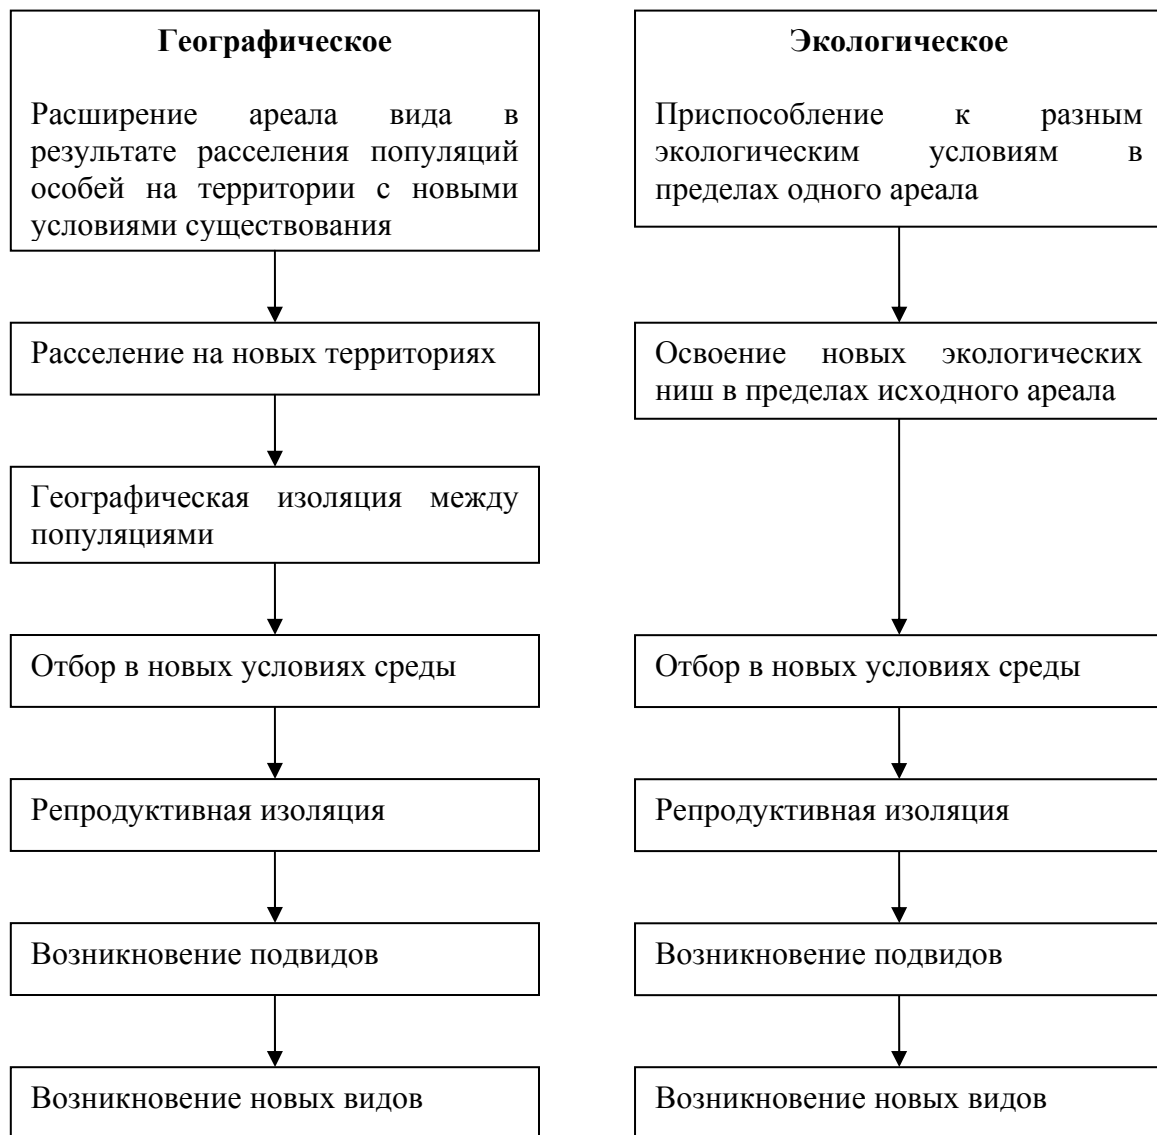 Географическое
Расширение ареала вида в
результате расселения популяций
особей на территории с новыми
условиями существования
Расселение на новых территориях
Географическая изоляция между
популяциями
Отбор в новых условиях среды
Репродуктивная изоляция
Возникновение подвидов
Возникновение новых видов
Экологическое
Приспособление к разным
экологическим условиям в
пределах одного ареала
Освоение новых экологических
ниш в пределах исходного ареала
Отбор в новых условиях среды
Репродуктивная изоляция
Возникновение подвидов
Возникновение новых видов